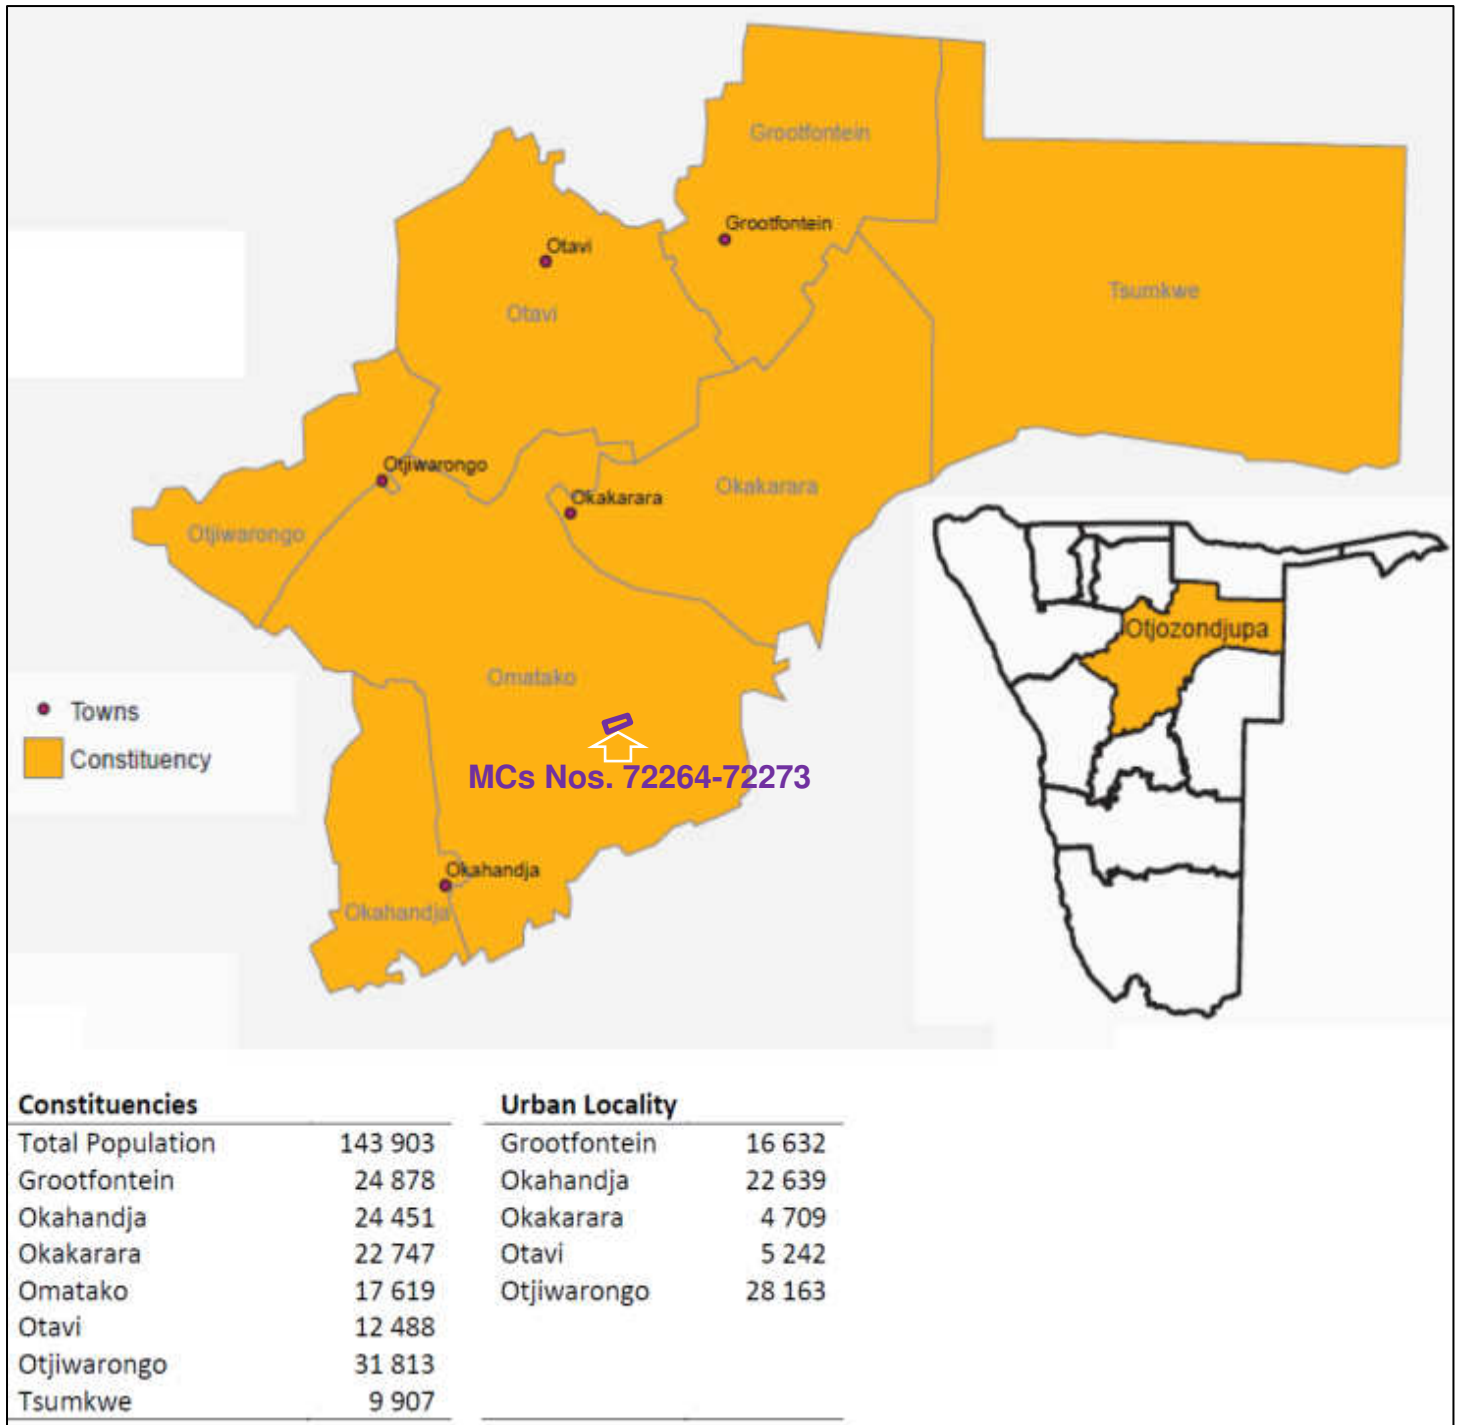 Grootfontein
Grootfontein
Otavi
Otavi
Tsumkwe
Otjiwarongo
Okakarara
Okakarara
Otjiwarongo
Otjozondjupa
Omatako
Towns
Constituency
MCs Nos. 72264-72273
Okahandja
Okahandja
Constituencies
Total Population 143 903
Grootfontein 24 878
Okahandja 24 451
Okakarara 22 747
Omatako 17 619
Otavi 12 488
Otjiwarongo 31 813
Tsumkwe 9 907
Urban Locality
Grootfontein 16 632
Okahandja 22 639
Okakarara 4 709
Otavi 5 242
Otjiwarongo 28 163